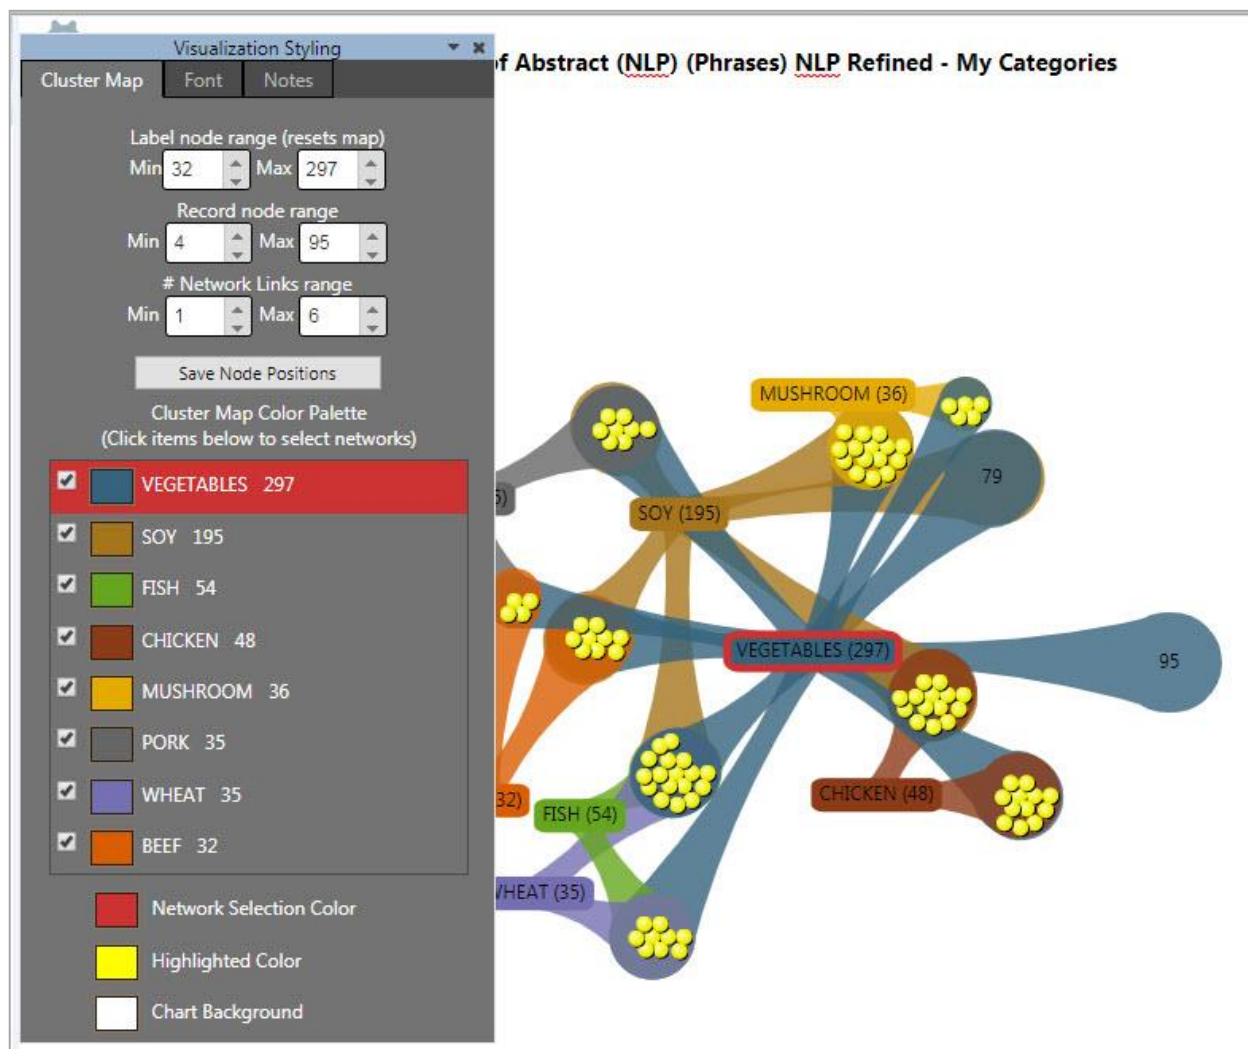 Visualization Styling
of Abstract (NLP) (Phrases) NLP Refined - My Categories
Cluster Map Font Notes
Label node range (resets map)
Min 32 Max 297
Record node range
Min 4 Max 95
# Network Links range
Min 1 Max 6
Save Node Positions
Cluster Map Color Palette
(Click items below to select networks)
VEGETABLES 297
SOY 195
FISH 54
CHICKEN 48
MUSHROOM 36
PORK 35
WHEAT 35
BEEF 32
Network Selection Color
Highlighted Color
Chart Background
MUSHROOM (36)
79
SOY (195)
VEGETABLES (297)
95
CHICKEN (48)
32)
FISH (54)
WHEAT (35)